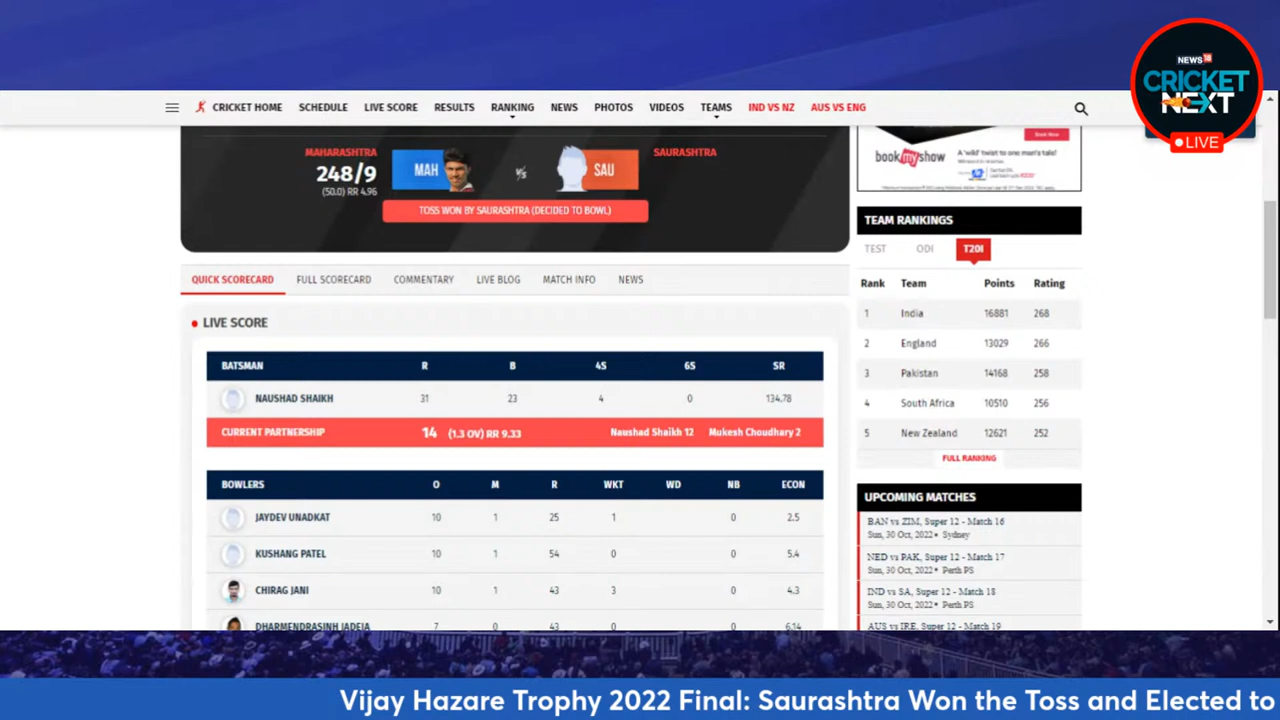 NEWS18
CRICKET
NEXT
LIVE
CRICKET HOME SCHEDULE LIVE SCORE RESULTS RANKING NEWS PHOTOS VIDEOS TEAMS IND VS NZ AUS VS ENG
MAHARASHTRA
248/9
(50.0) RR 4.96
MAH
VS
SAU
SAURASHTRA
TOSS WON BY SAURASHTRA (DECIDED TO BOWL)
Book Now
bookmyshow
A 'wild' twist to one man's tale!
QUICK SCORECARD FULL SCORECARD COMMENTARY LIVE BLOG MATCH INFO NEWS
LIVE SCORE
BATSMAN R B 4S 6S SR
NAUSHAD SHAIKH 31 23 4 0 134.78
CURRENT PARTNERSHIP 14 (1.3 OV) RR 9.33 Naushad Shaikh 12 Mukesh Choudhary 2
BOWLERS O M R WKT WD NB ECON
JAYDEV UNADKAT 10 1 25 1 0 2.5
KUSHANG PATEL 10 1 54 0 0 5.4
CHIRAG JANI 10 1 43 3 0 4.3
DHARMENDRASINH JADEJA 7 0 43 0 0 6.14
TEAM RANKINGS
TEST ODI T20I
Rank Team Points Rating
1 India 16881 268
2 England 13029 266
3 Pakistan 14168 258
4 South Africa 10510 256
5 New Zealand 12621 252
FULL RANKING
UPCOMING MATCHES
BAN vs ZIM, Super 12 - Match 16
Sun, 30 Oct, 2022 • Sydney
NED vs PAK, Super 12 - Match 17
Sun, 30 Oct, 2022 • Perth PS
IND vs SA, Super 12 - Match 18
Sun, 30 Oct, 2022 • Perth PS
AUS vs IRE, Super 12 - Match 19
Vijay Hazare Trophy 2022 Final: Saurashtra Won the Toss and Elected to